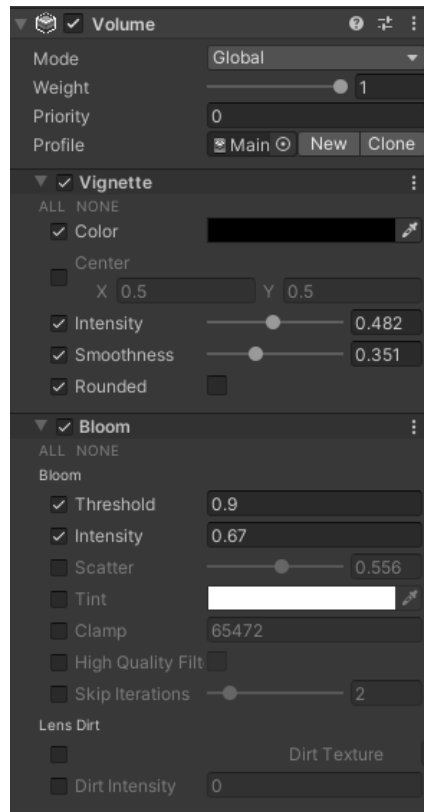 Volume
Mode Global
Weight 1
Priority 0
Profile Main New Clone
Vignette
ALL NONE
Color
Center
X 0.5 Y 0.5
Intensity 0.482
Smoothness 0.351
Rounded
Bloom
ALL NONE
Bloom
Threshold 0.9
Intensity 0.67
Scatter 0.556
Tint
Clamp 65472
High Quality Filt
Skip Iterations 2
Lens Dirt
Dirt Texture
Dirt Intensity 0